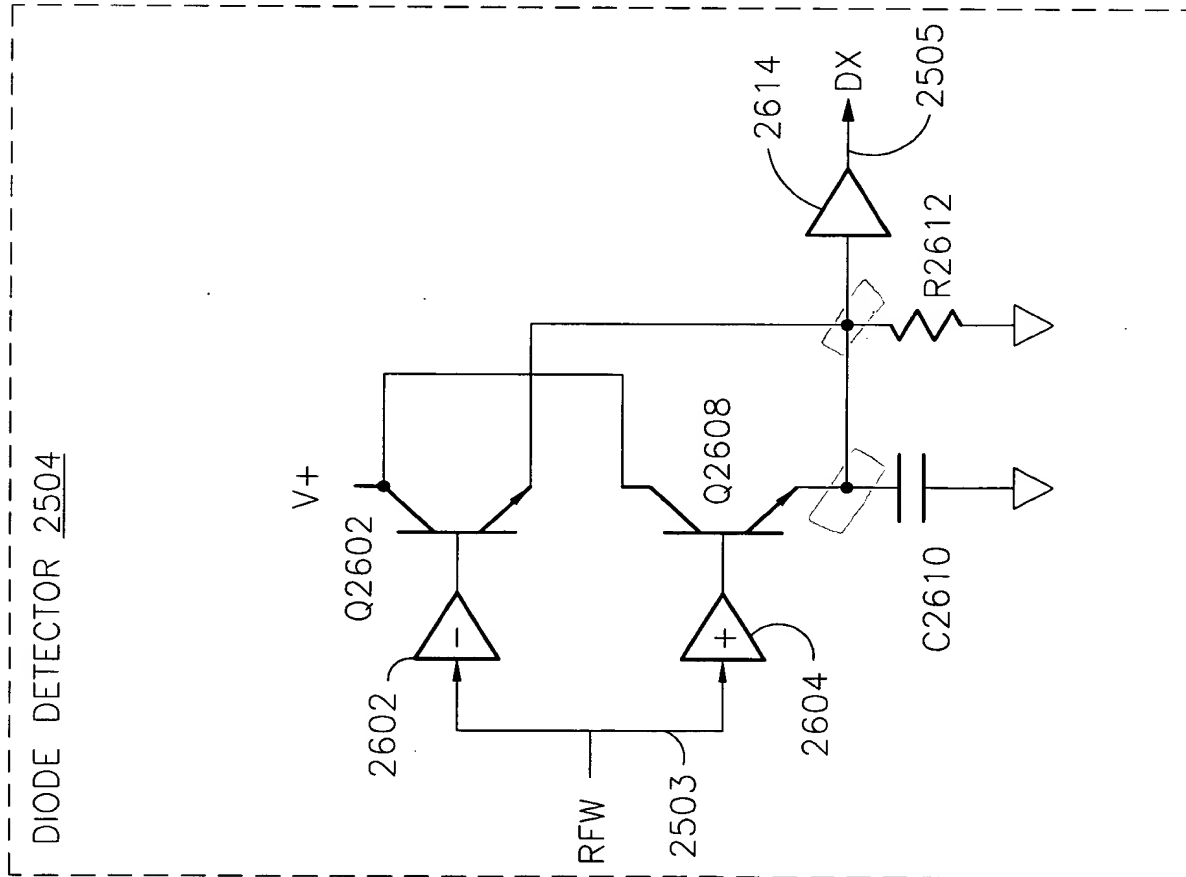 DIODE DETECTOR 2504
V+
Q2602
2602
−
RFW
2503
+
2604
Q2608
C2610
R2612
2614
DX
2505